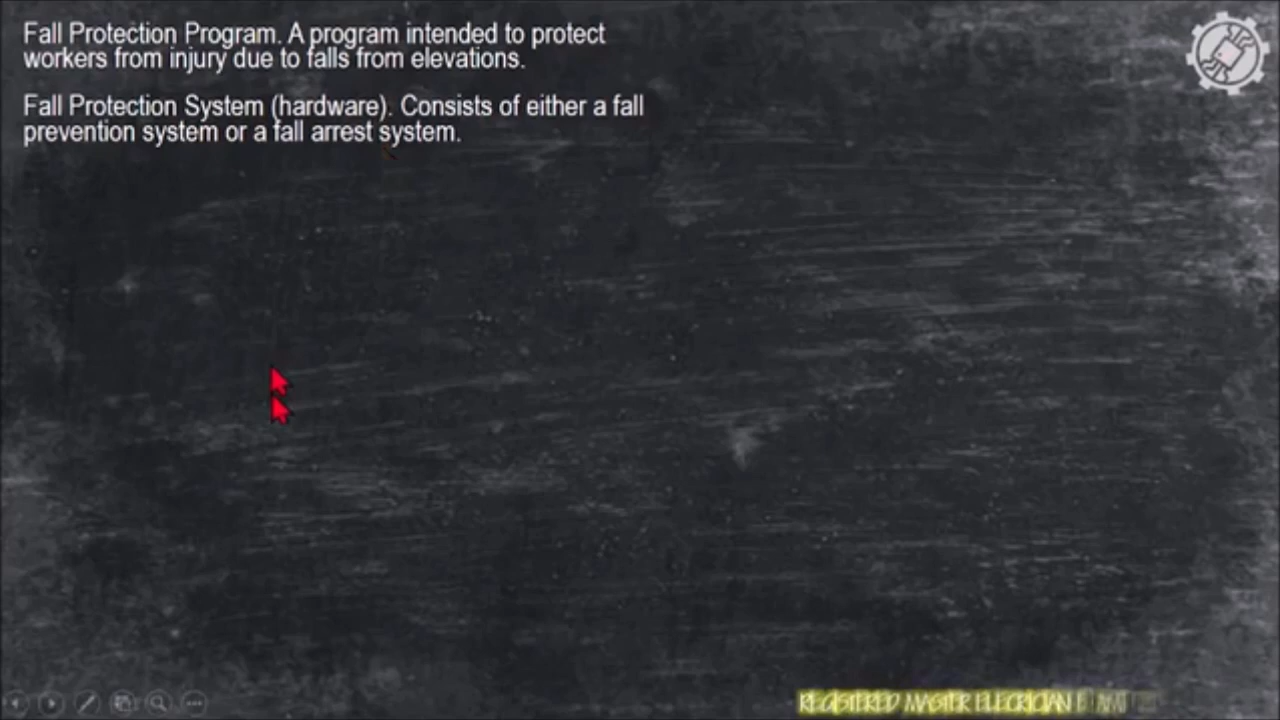 Fall Protection Program. A program intended to protect
workers from injury due to falls from elevations.
Fall Protection System (hardware). Consists of either a fall
prevention system or a fall arrest system.
REGISTERED MASTER ELECRICIAN